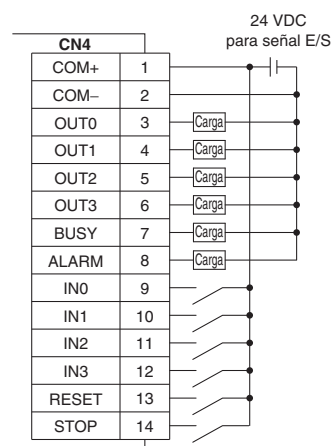 24 VDC
para señal E/S
CN4
COM+ 1
COM− 2
OUT0 3 Carga
OUT1 4 Carga
OUT2 5 Carga
OUT3 6 Carga
BUSY 7 Carga
ALARM 8 Carga
IN0 9
IN1 10
IN2 11
IN3 12
RESET 13
STOP 14